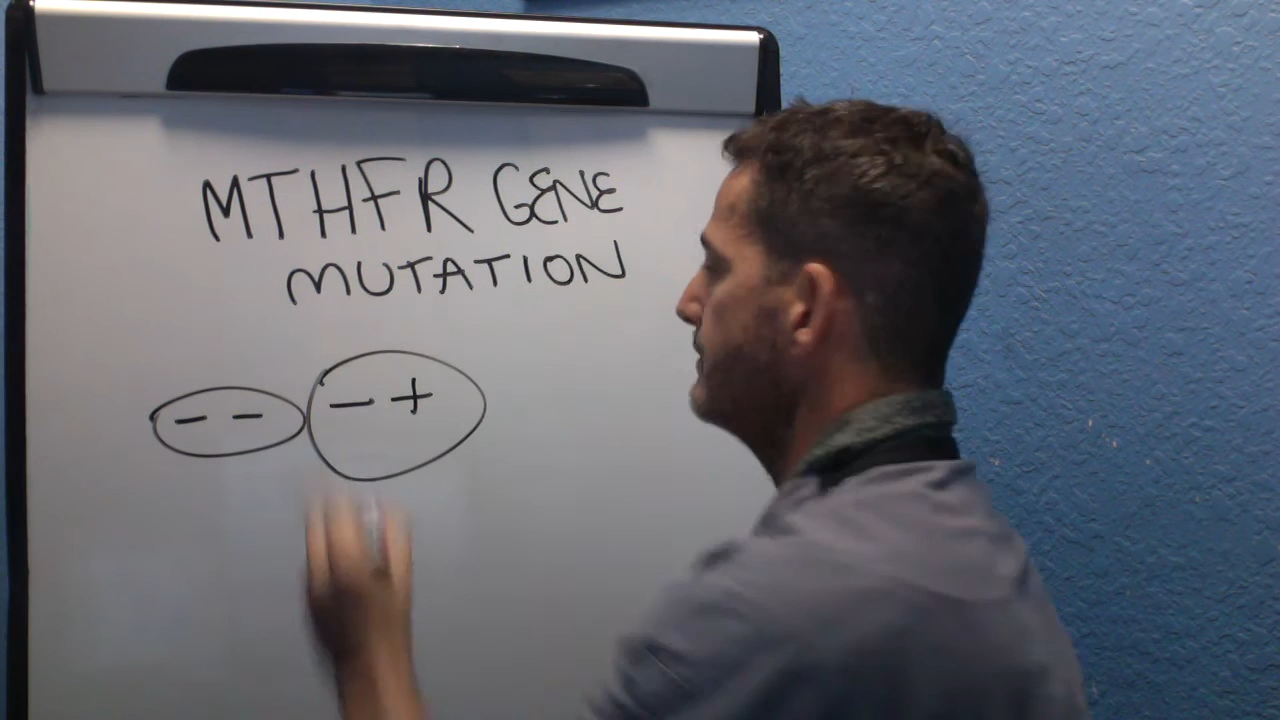 MTHFR GENE
MUTATION
- - - +